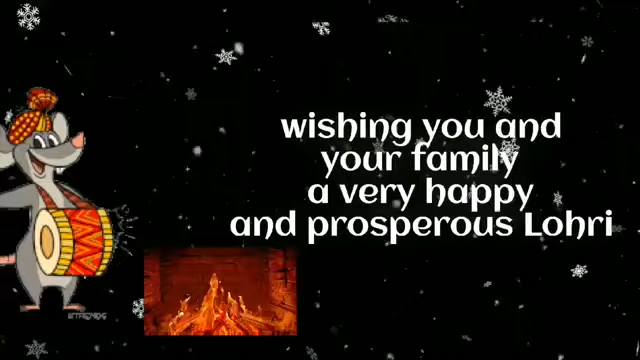 wishing you and
your family
a very happy
and prosperous Lohri